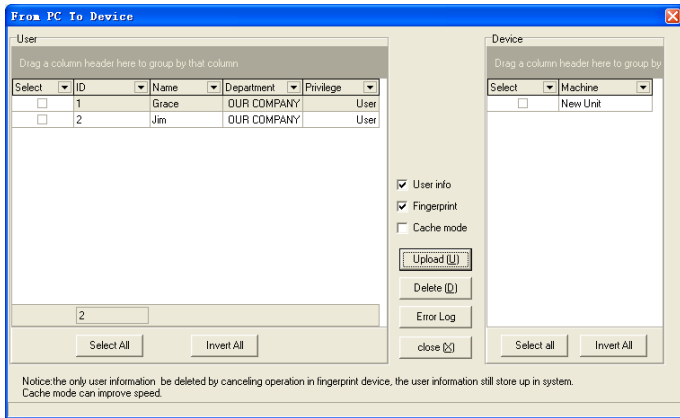 From PC To Device
User
Drag a column header here to group by that column
Select ID Name Department Privilege
1 Grace OUR COMPANY User
2 Jim OUR COMPANY User
2
Select All Invert All
User info
Fingerprint
Cache mode
Upload (U)
Delete (D)
Error Log
close (X)
Device
Drag a column header here to group by
Select Machine
New Unit
Select all Invert All
Notice:the only user information be deleted by canceling operation in fingerprint device, the user information still store up in system.
Cache mode can improve speed.